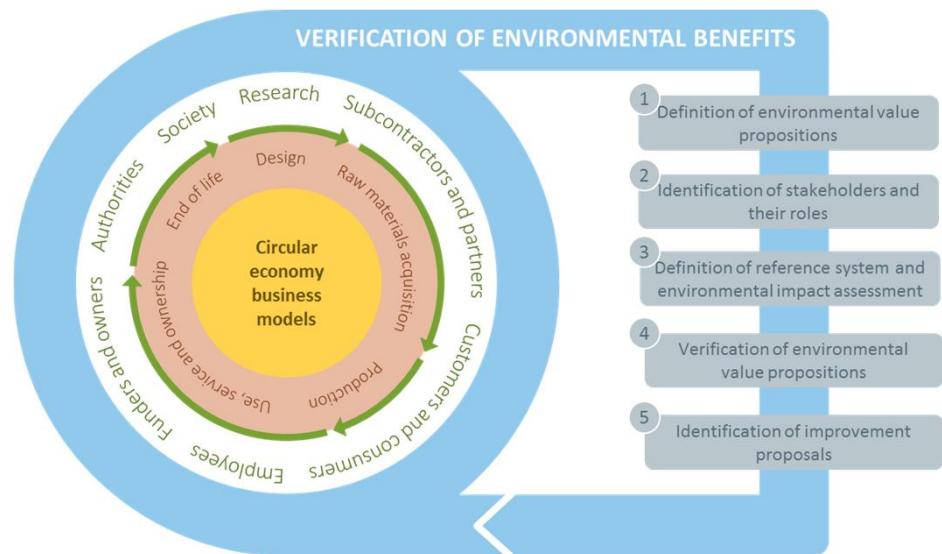 VERIFICATION OF ENVIRONMENTAL BENEFITS
Authorities
Society
Research
Subcontractors and partners
Customers and consumers
Employees
Funders and owners
Design
Raw materials acquisition
Production
Use, service and ownership
End of life
Circular
economy
business
models
1
Definition of environmental value
propositions
2
Identification of stakeholders and
their roles
3
Definition of reference system and
environmental impact assessment
4
Verification of environmental
value propositions
5
Identification of improvement
proposals